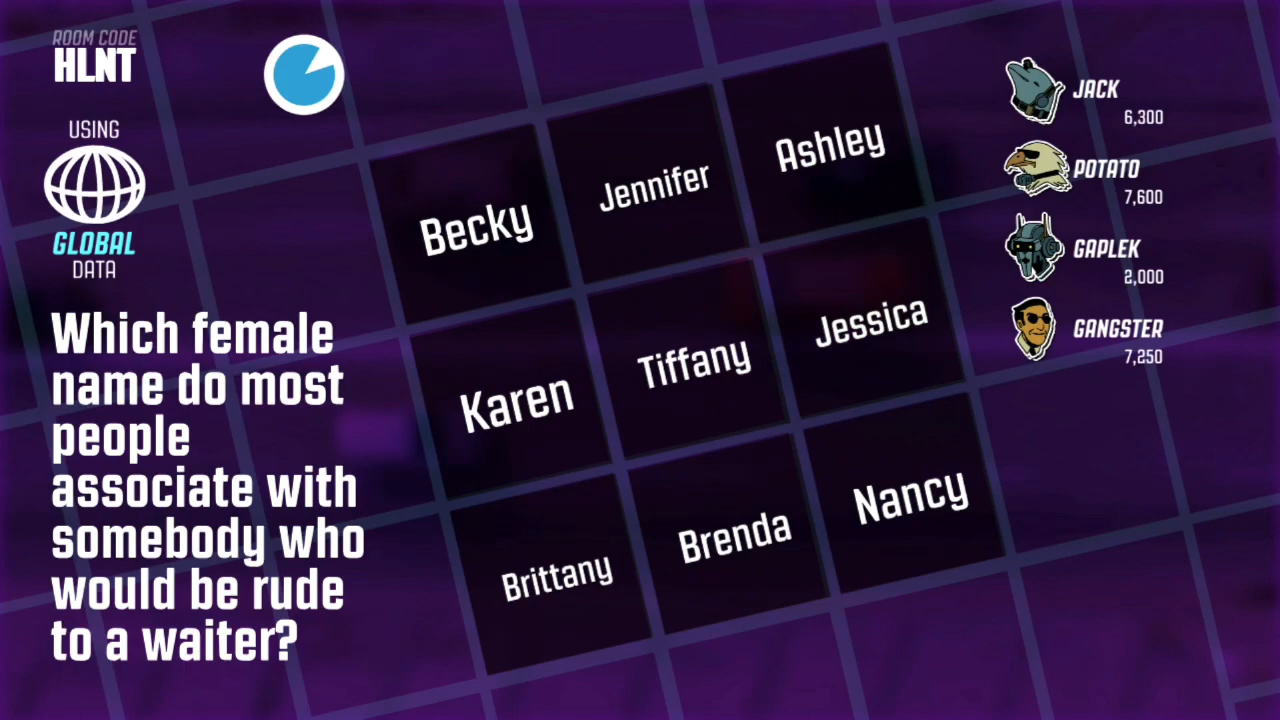 ROOM CODE
HLNT
USING
GLOBAL
DATA
Which female
name do most
people
associate with
somebody who
would be rude
to a waiter?
Becky
Jennifer
Ashley
Karen
Tiffany
Jessica
Brittany
Brenda
Nancy
JACK
6,300
POTATO
7,600
GAPLEK
2,000
GANGSTER
7,250